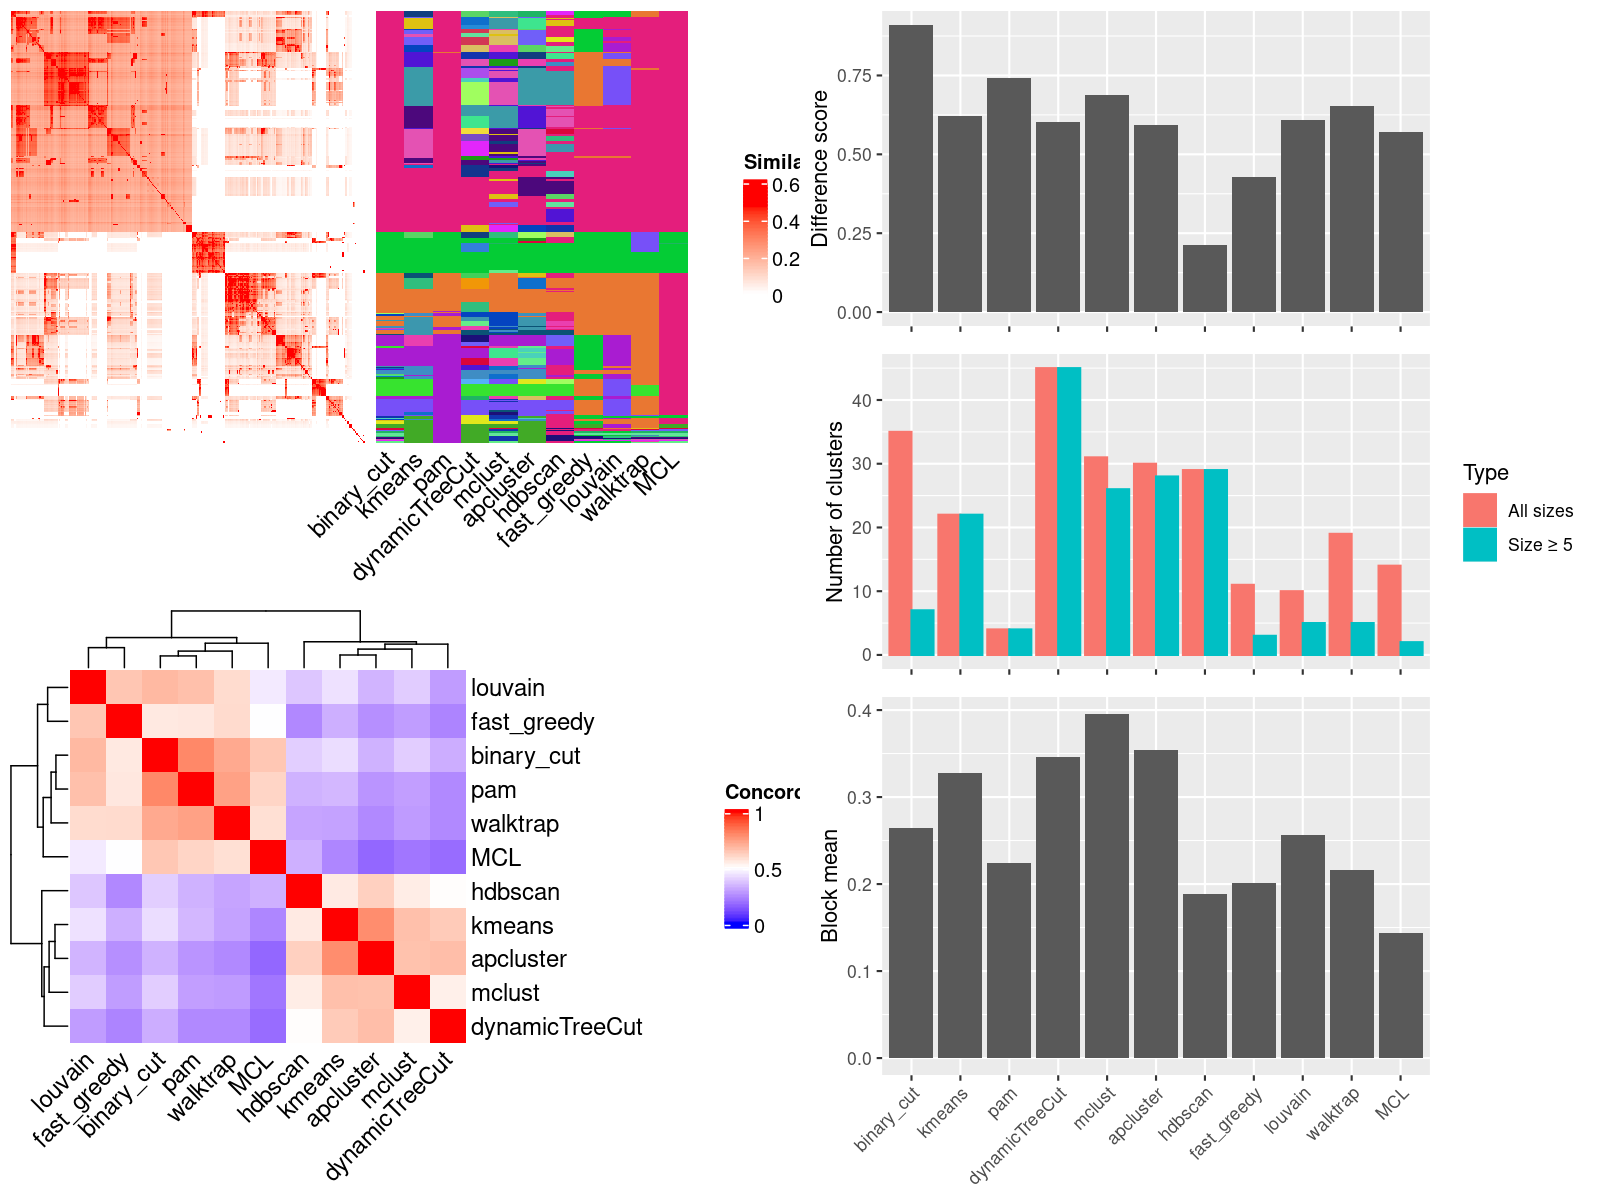 Simila
0.6
0.4
0.2
0
binary_cut
kmeans
pam
dynamicTreeCut
mclust
apcluster
hdbscan
fast_greedy
louvain
walktrap
MCL
louvain
fast_greedy
binary_cut
pam
walktrap
MCL
hdbscan
kmeans
apcluster
mclust
dynamicTreeCut
louvain
fast_greedy
binary_cut
pam
walktrap
MCL
hdbscan
kmeans
apcluster
mclust
dynamicTreeCut
Concord
1
0.5
0
Difference score
0.75
0.50
0.25
0.00
Number of clusters
40
30
20
10
0
Type
All sizes
Size ≥ 5
Block mean
0.4
0.3
0.2
0.1
0.0
binary_cut
kmeans
pam
dynamicTreeCut
mclust
apcluster
hdbscan
fast_greedy
louvain
walktrap
MCL